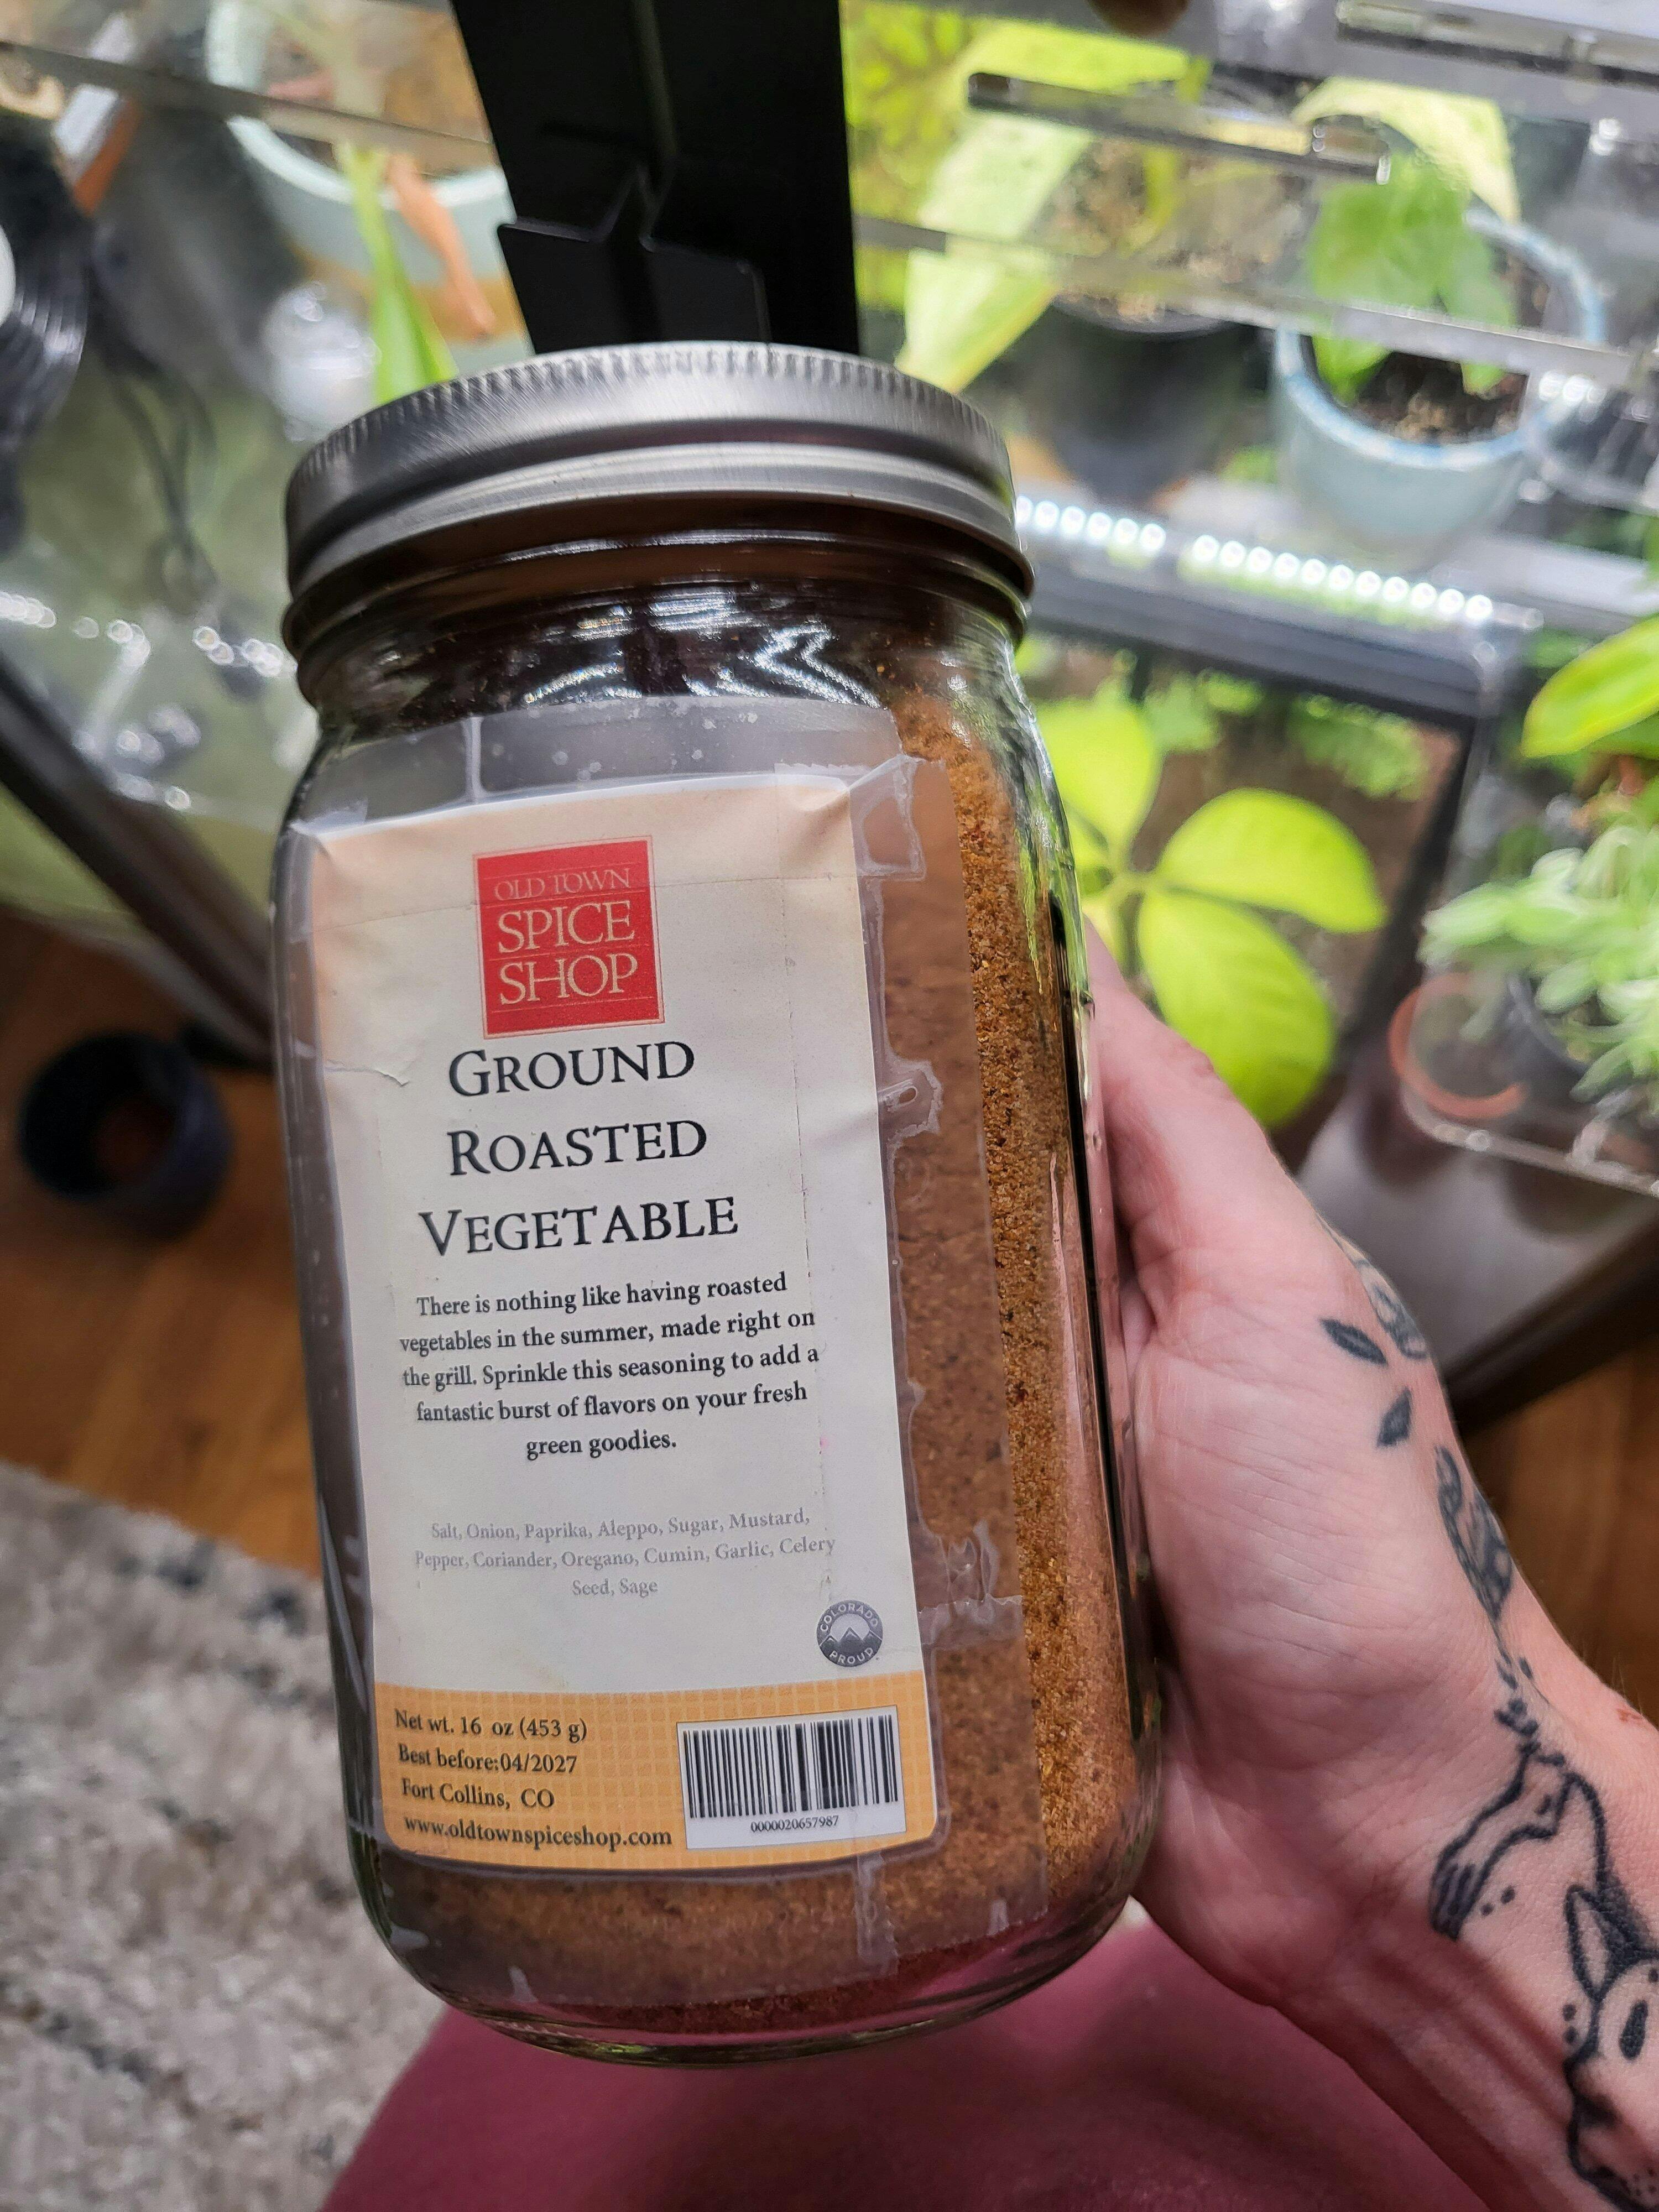 OLD TOWN
SPICE
SHOP
GROUND
ROASTED
VEGETABLE
There is nothing like having roasted
vegetables in the summer, made right on
the grill. Sprinkle this seasoning to add a
fantastic burst of flavors on your fresh
green goodies.
Salt, Onion, Paprika, Aleppo, Sugar, Mustard,
Pepper, Coriander, Oregano, Cumin, Garlic, Celery
Seed, Sage
COLORADO
PROUD
Net wt. 16 oz (453 g)
Best before:04/2027
Fort Collins, CO
www.oldtownspiceshop.com
0000020657987